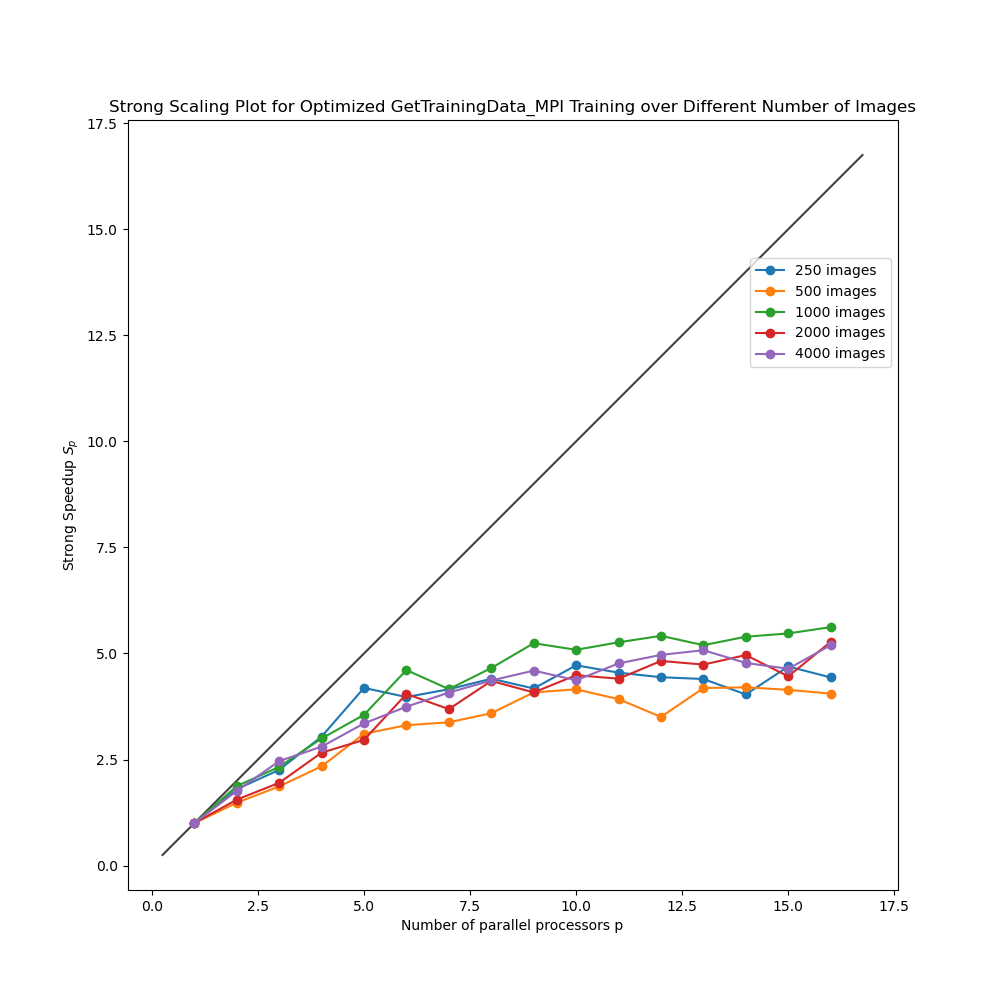 Strong Scaling Plot for Optimized GetTrainingData_MPI Training over Different Number of Images
17.5
15.0
12.5
10.0
7.5
5.0
2.5
0.0
Strong Speedup Sₚ
250 images
500 images
1000 images
2000 images
4000 images
0.0 2.5 5.0 7.5 10.0 12.5 15.0 17.5
Number of parallel processors p